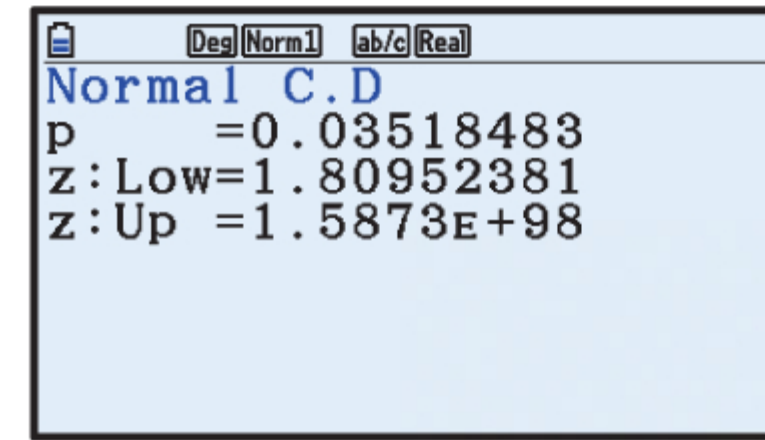 Deg Norm1 ab/c Real
Normal C.D
p =0.03518483
z:Low=1.80952381
z:Up =1.5873E+98